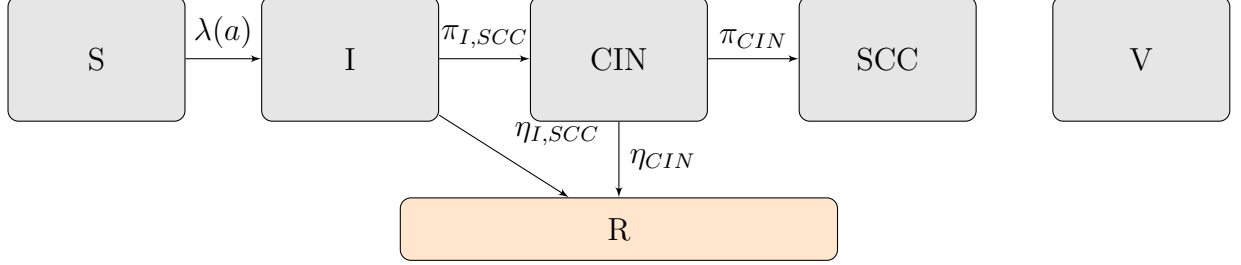 S
λ(a)
I
π_{I,SCC}
CIN
π_{CIN}
SCC
V
η_{I,SCC}
η_{CIN}
R